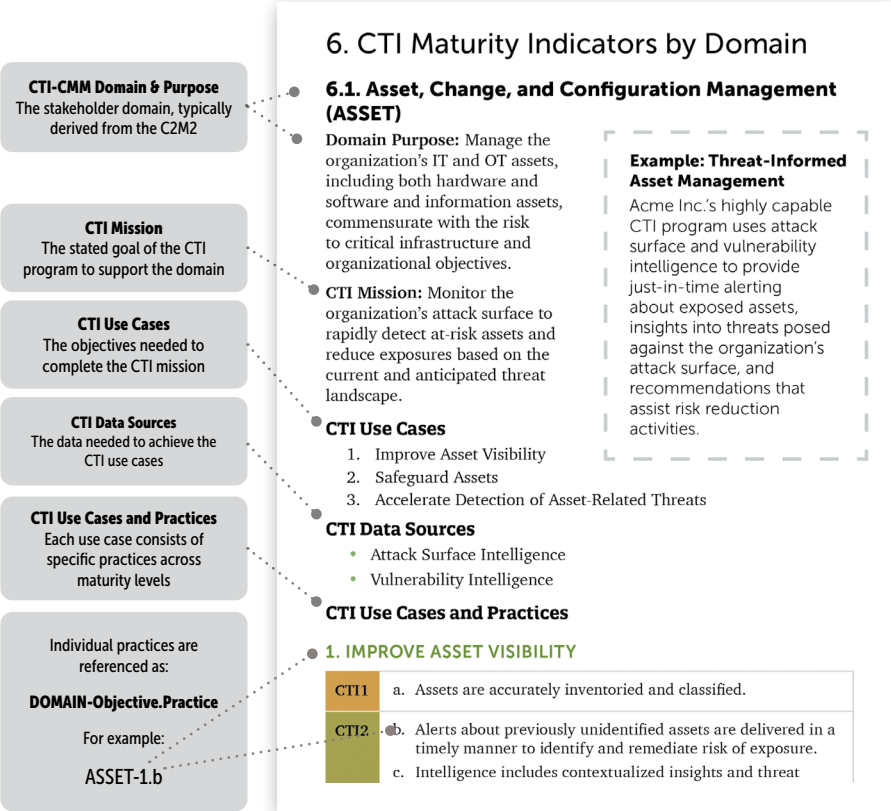 CTI-CMM Domain & Purpose
The stakeholder domain, typically
derived from the C2M2
CTI Mission
The stated goal of the CTI
program to support the domain
CTI Use Cases
The objectives needed to
complete the CTI mission
CTI Data Sources
The data needed to achieve the
CTI use cases
CTI Use Cases and Practices
Each use case consists of
specific practices across
maturity levels
Individual practices are
referenced as:
DOMAIN-Objective.Practice
For example:
ASSET-1.b
6. CTI Maturity Indicators by Domain
6.1. Asset, Change, and Configuration Management
(ASSET)
Domain Purpose: Manage the
organization's IT and OT assets,
including both hardware and
software and information assets,
commensurate with the risk
to critical infrastructure and
organizational objectives.
CTI Mission: Monitor the
organization's attack surface to
rapidly detect at-risk assets and
reduce exposures based on the
current and anticipated threat
landscape.
Example: Threat-Informed
Asset Management
Acme Inc.'s highly capable
CTI program uses attack
surface and vulnerability
intelligence to provide
just-in-time alerting
about exposed assets,
insights into threats posed
against the organization's
attack surface, and
recommendations that
assist risk reduction
activities.
CTI Use Cases
1. Improve Asset Visibility
2. Safeguard Assets
3. Accelerate Detection of Asset-Related Threats
CTI Data Sources
• Attack Surface Intelligence
• Vulnerability Intelligence
CTI Use Cases and Practices
1. IMPROVE ASSET VISIBILITY
CTI1 a. Assets are accurately inventoried and classified.
CTI2 b. Alerts about previously unidentified assets are delivered in a
timely manner to identify and remediate risk of exposure.
c. Intelligence includes contextualized insights and threat